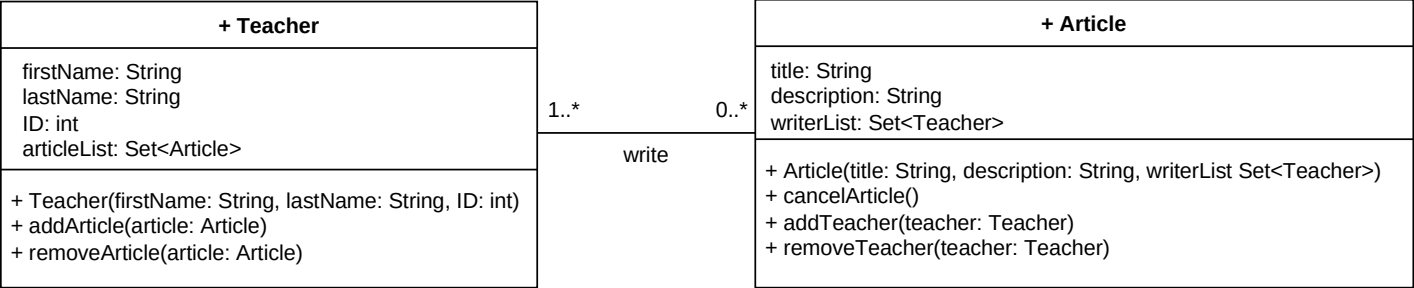 + Teacher
firstName: String
lastName: String
ID: int
articleList: Set<Article>
+ Teacher(firstName: String, lastName: String, ID: int)
+ addArticle(article: Article)
+ removeArticle(article: Article)
1..*
0..*
write
+ Article
title: String
description: String
writerList: Set<Teacher>
+ Article(title: String, description: String, writerList Set<Teacher>)
+ cancelArticle()
+ addTeacher(teacher: Teacher)
+ removeTeacher(teacher: Teacher)